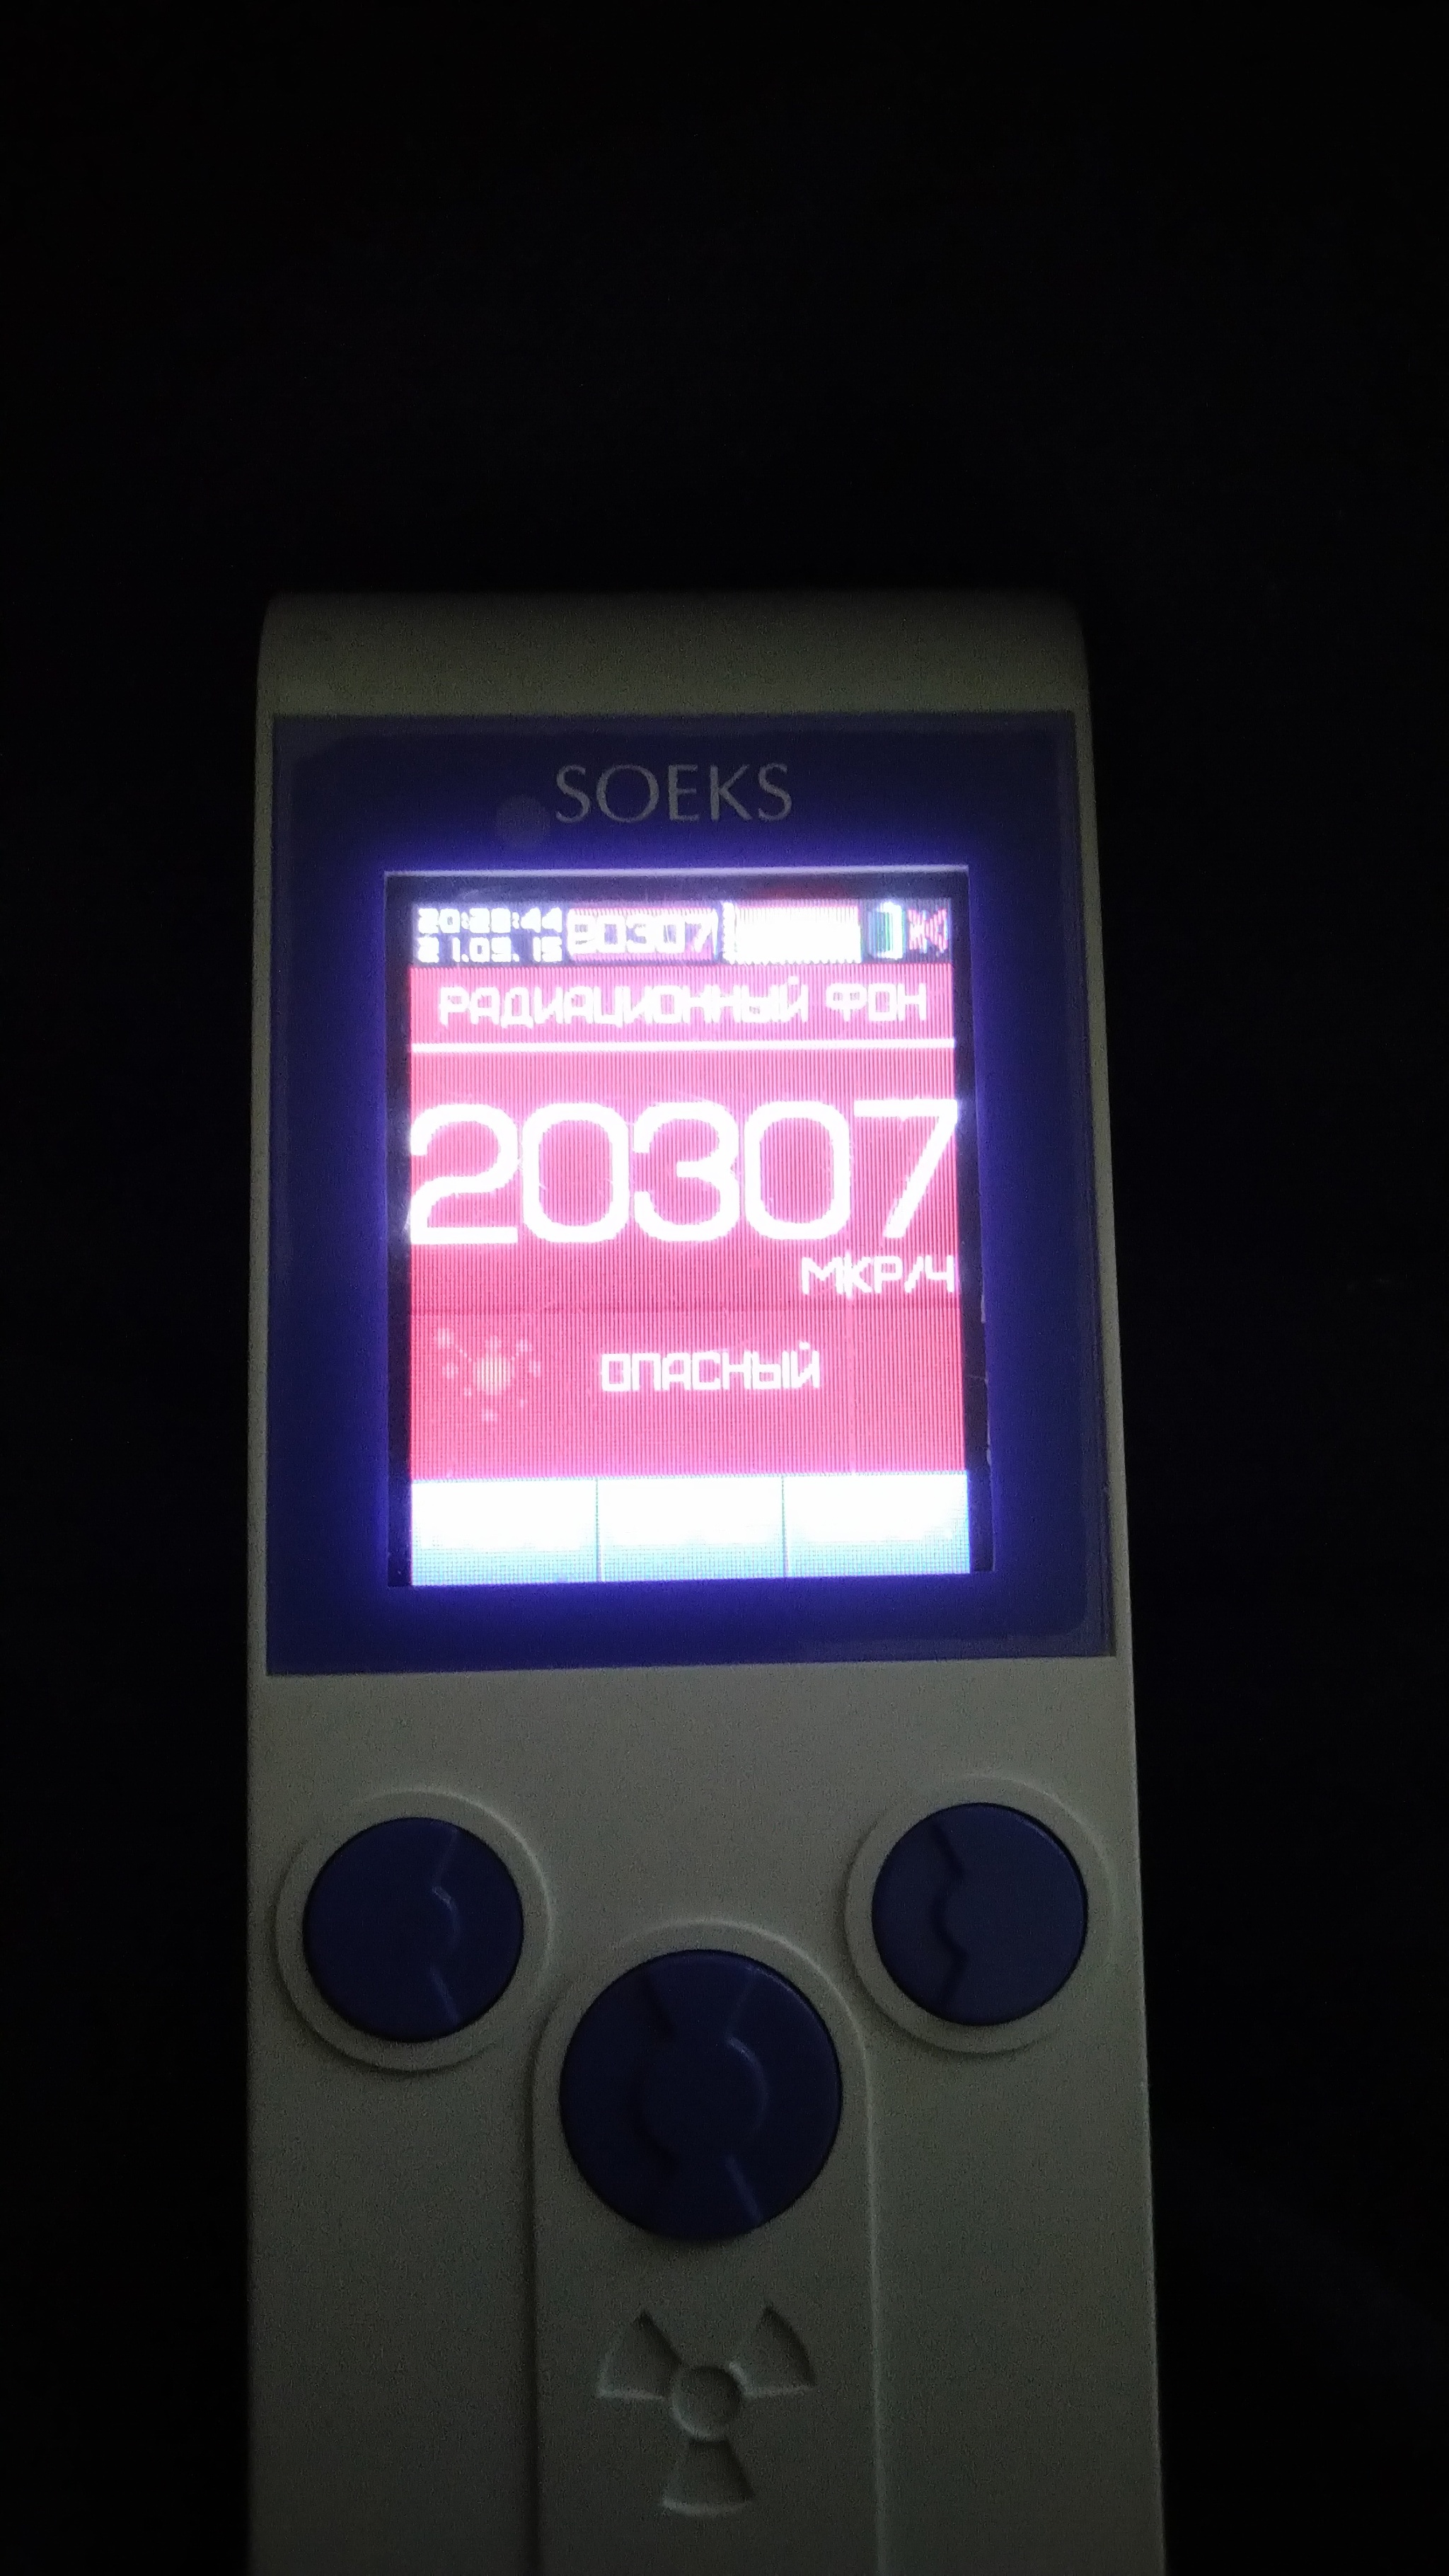 SOEKS
20:28:44 20307
21.09.15
РАДИАЦИОННЫЙ ФОН
20307
МКР/Ч
ОПАСНЫЙ